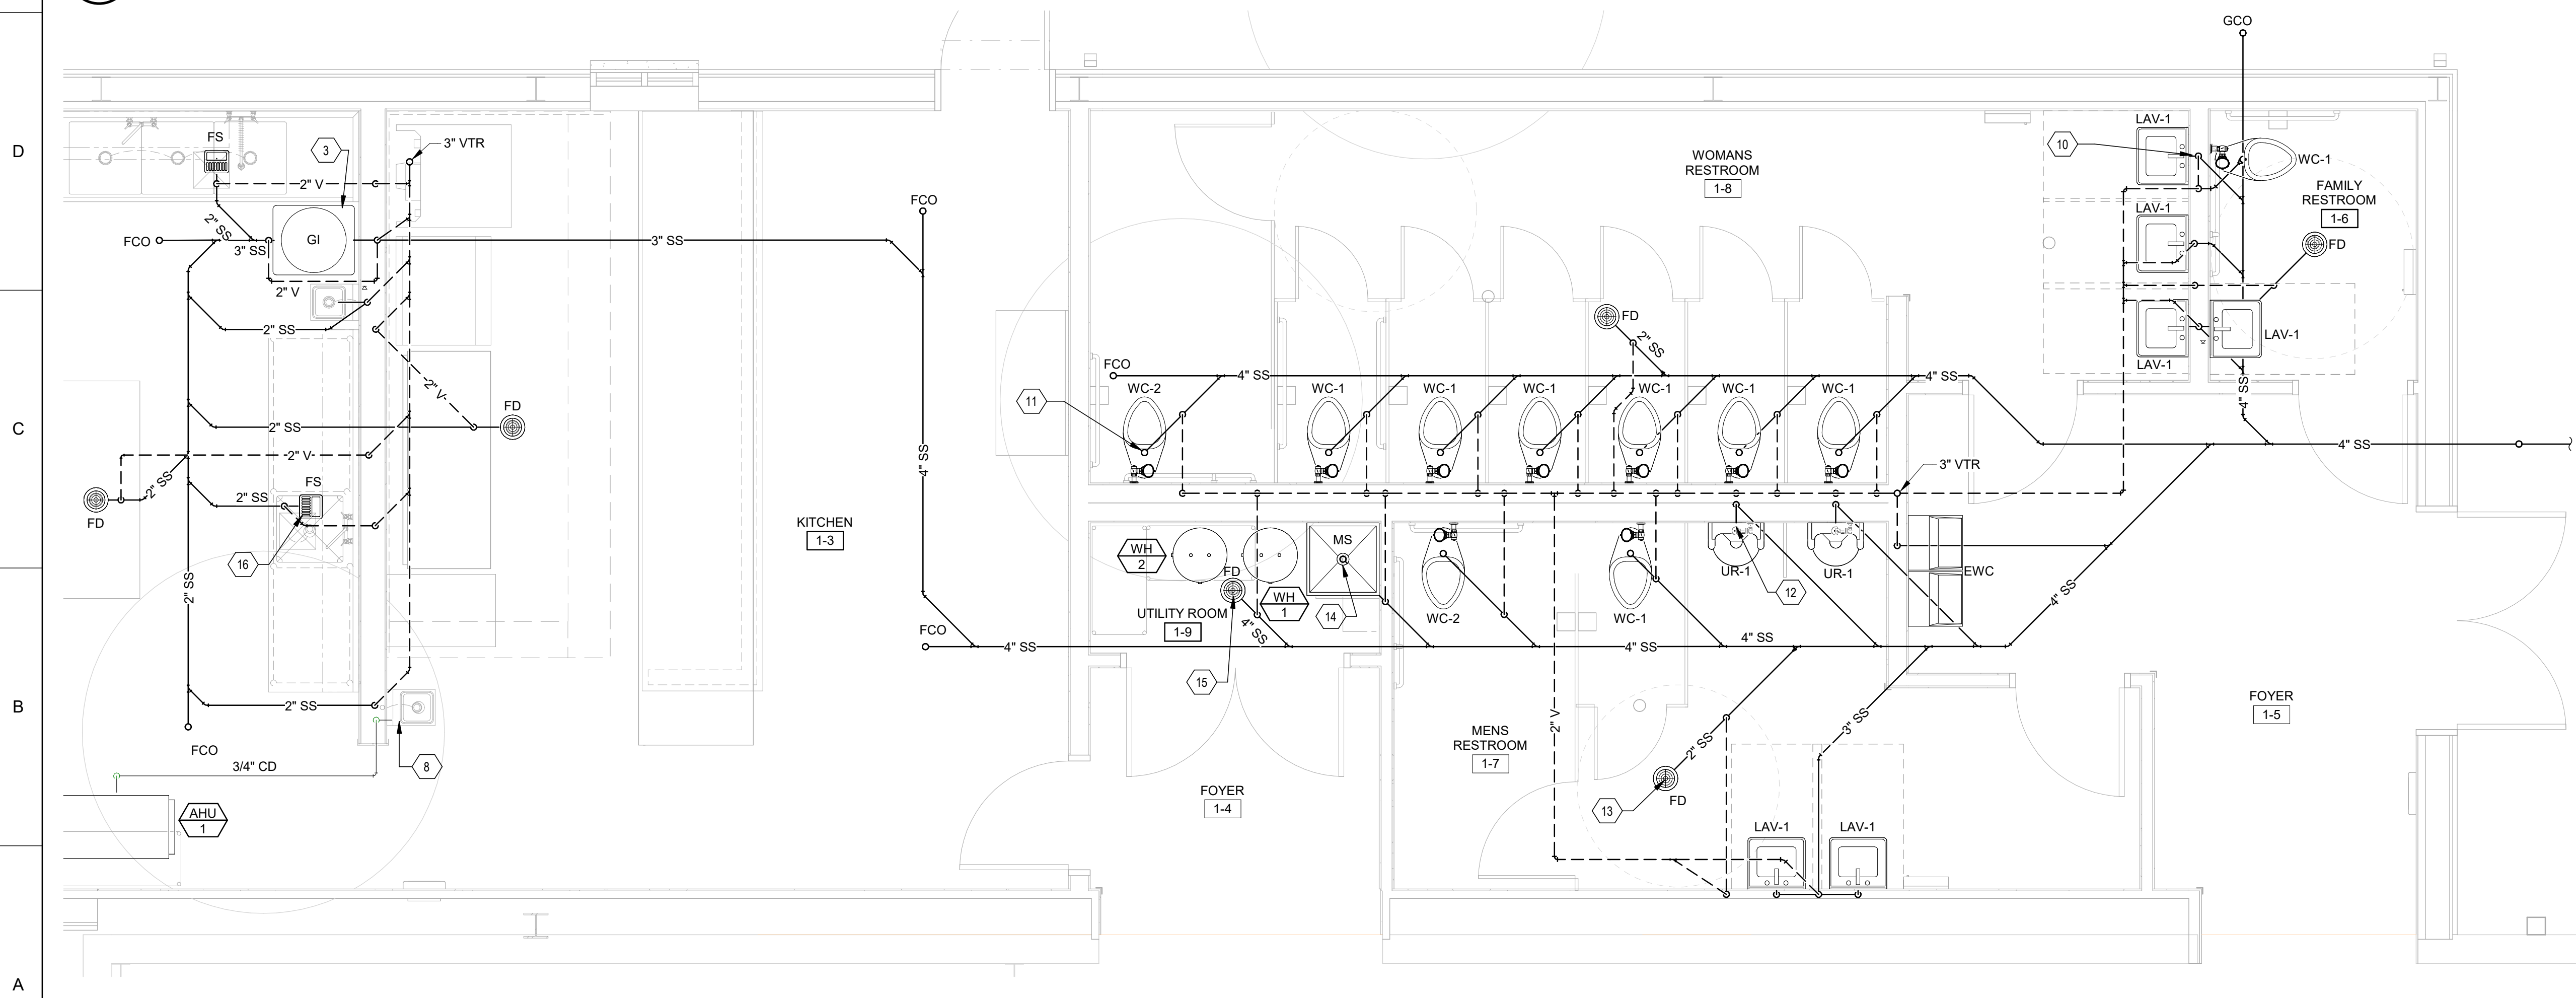 GCO
D
FS
3
3" VTR
2" V
WOMANS
RESTROOM
1-8
LAV-1
10
WC-1
FAMILY
RESTROOM
1-6
FCO
LAV-1
2" SS
FCO
3" SS
GI
3" SS
FD
2" V
2" SS
FD
2" SS
LAV-1
LAV-1
FCO
4" SS
4" SS
WC-2
WC-1
WC-1
WC-1
WC-1
WC-1
WC-1
2" V
11
4" SS
C
FD
2" SS
4" SS
4" SS
2" V
2" SS
3" VTR
FS
2" SS
FD
KITCHEN
1-3
WH
2
MS
16
FD
UR-1
UR-1
EWC
12
2" SS
WH
1
14
4" SS
UTILITY ROOM
1-9
4" SS
WC-2
WC-1
FCO
4" SS
4" SS
4" SS
15
B
2" SS
FOYER
1-5
2" V
3" SS
MENS
RESTROOM
1-7
2" SS
FCO
3/4" CD
8
FOYER
1-4
13
FD
AHU
1
LAV-1
LAV-1
A